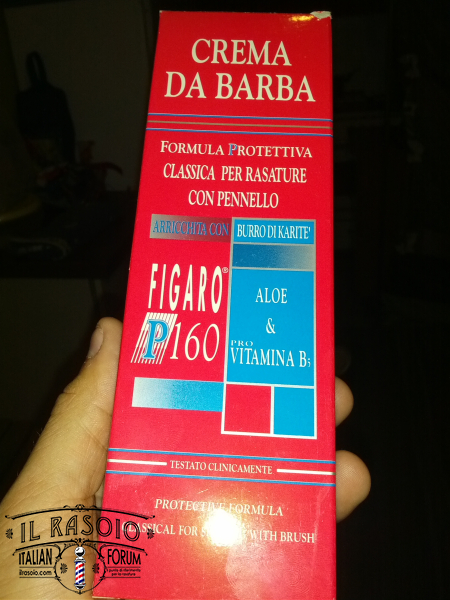 CREMA
DA BARBA
FORMULA PROTETTIVA
CLASSICA PER RASATURE
CON PENNELLO
ARRICCHITA CON
BURRO DI KARITE'
FIGARO®
P160
ALOE
&
PRO
VITAMINA B5
TESTATO CLINICAMENTE
PROTECTIVE FORMULA
CLASSICAL FOR WITH BRUSH
IL RASOIO
ITALIAN FORUM
ilrasoio.com